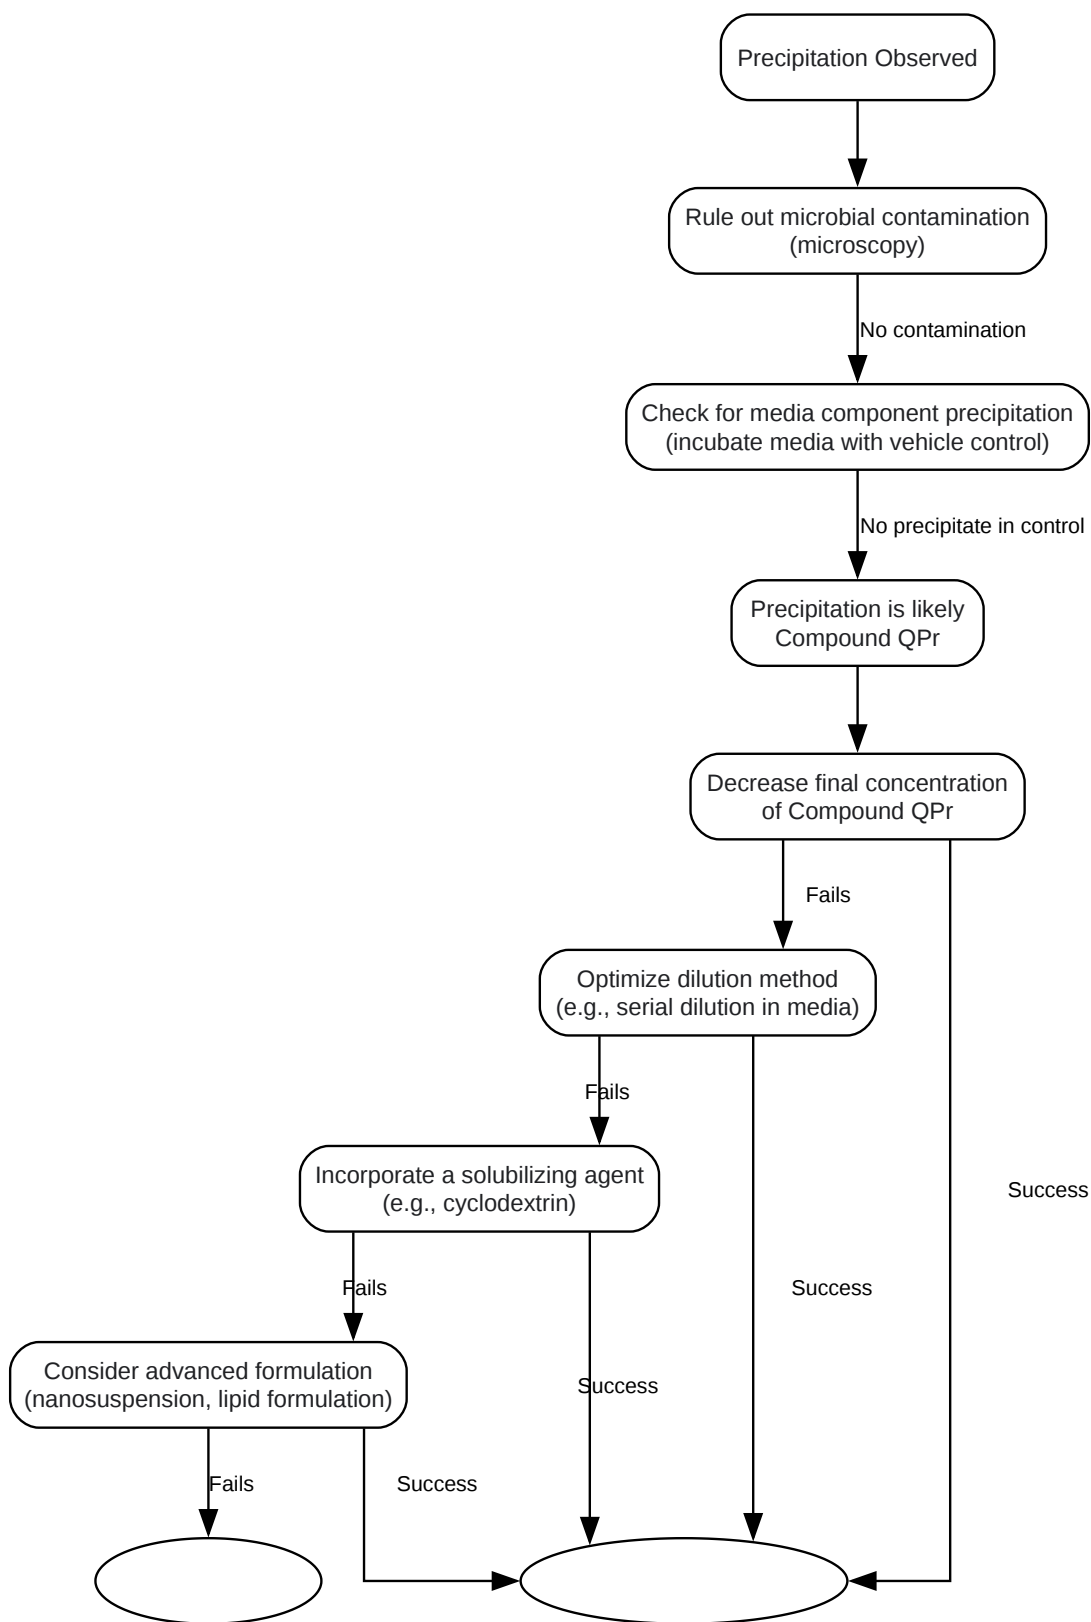 Precipitation Observed
Rule out microbial contamination
(microscopy)
No contamination
Check for media component precipitation
(incubate media with vehicle control)
No precipitate in control
Precipitation is likely
Compound QPr
Decrease final concentration
of Compound QPr
Fails
Optimize dilution method
(e.g., serial dilution in media)
Fails
Incorporate a solubilizing agent
(e.g., cyclodextrin)
Success
Fails
Success
Consider advanced formulation
(nanosuspension, lipid formulation)
Success
Fails
Success